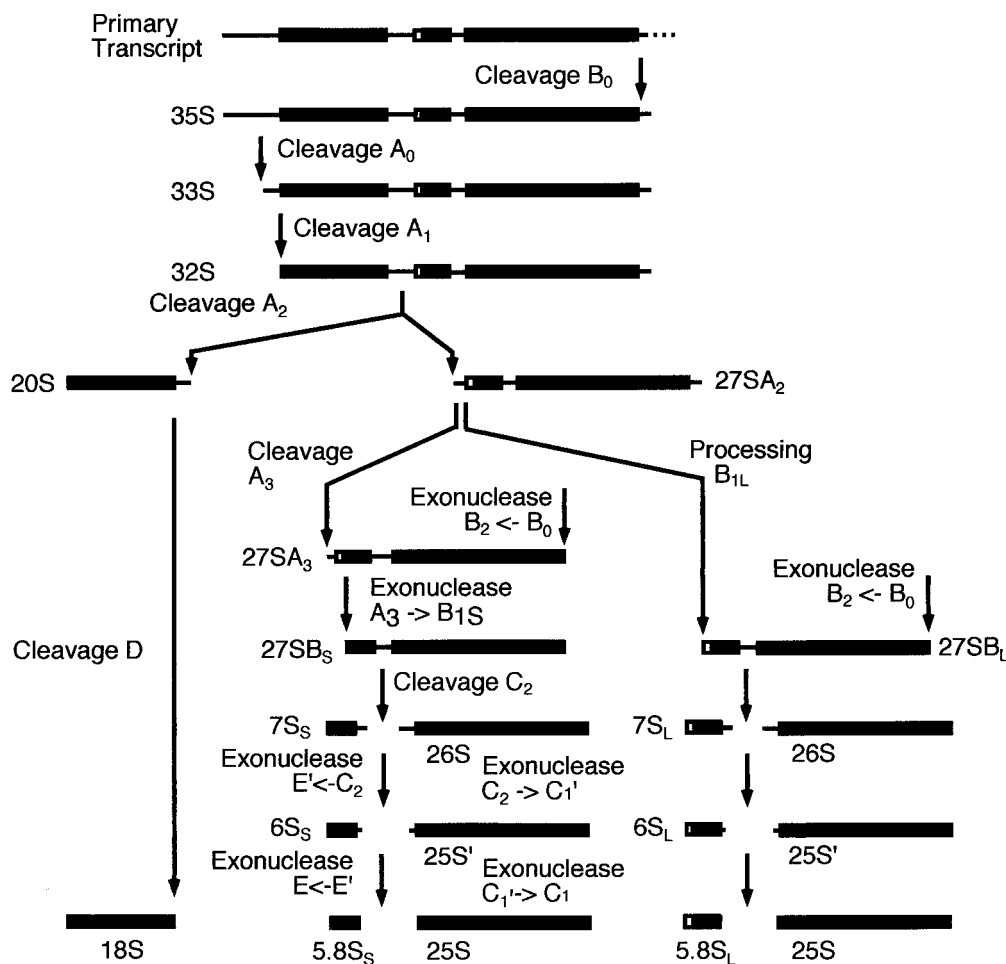 Primary
Transcript
Cleavage B0
35S
Cleavage A0
33S
Cleavage A1
32S
Cleavage A2
20S
27SA2
Cleavage
A3
Processing
B1L
Exonuclease
B2 <- B0
27SA3
Exonuclease
A3 -> B1S
Exonuclease
B2 <- B0
Cleavage D
27SBS
27SBL
Cleavage C2
7SS
26S
7SL
26S
Exonuclease
E'<-C2
Exonuclease
C2 -> C1'
6SS
25S'
6SL
25S'
Exonuclease
E<-E'
Exonuclease
C1'-> C1
18S
5.8SS
25S
5.8SL
25S